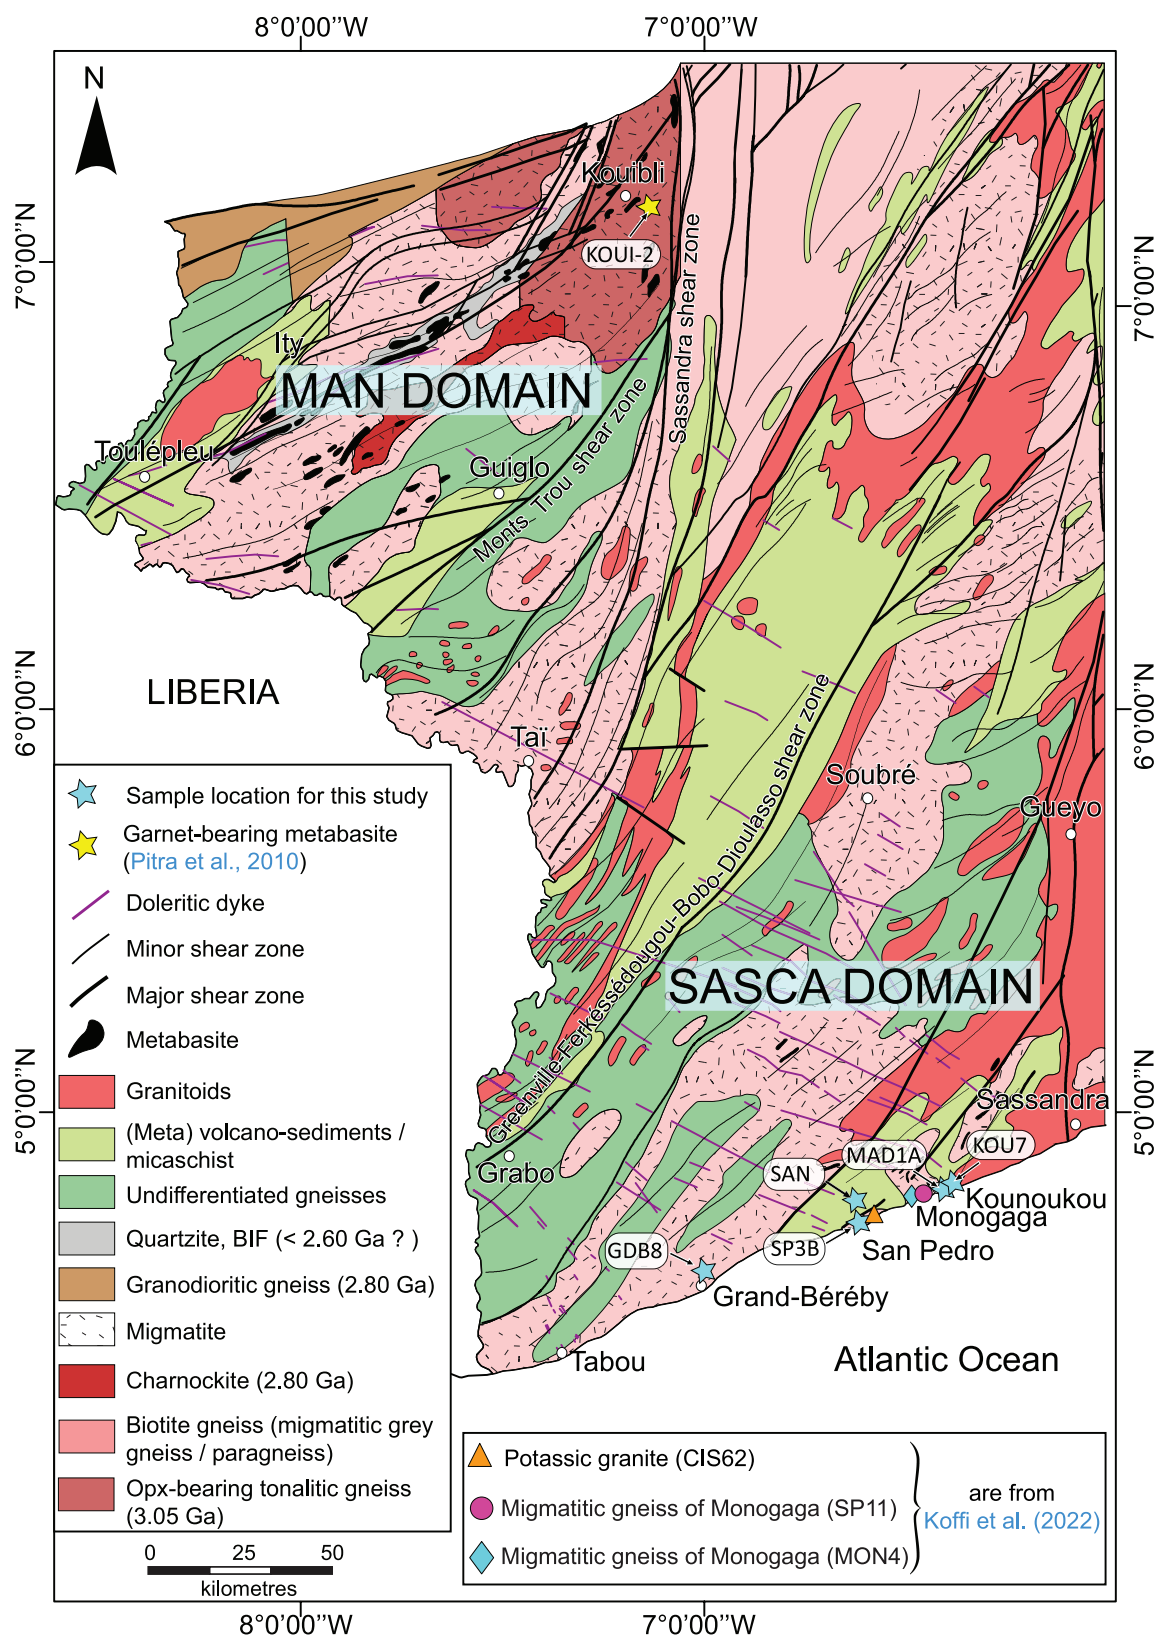 8°0'00''W
7°0'00''W
N
7°0'00''N
7°0'00''N
Kouibli
KOUI-2
Sassandra shear zone
Ity
MAN DOMAIN
Toulépleu
Guiglo
Monts Trou shear zone
LIBERIA
6°0'00''N
6°0'00''N
Taï
Soubré
Gueyo
Greenville-Ferkéssédougou-Bobo-Dioulasso shear zone
SASCA DOMAIN
5°0'00''N
5°0'00''N
Sassandra
Grabo
SAN
MAD1A
KOU7
Kounoukou
Monogaga
GDB8
SP3B
San Pedro
Grand-Béréby
Tabou
Atlantic Ocean
Sample location for this study
Garnet-bearing metabasite
(Pitra et al., 2010)
Doleritic dyke
Minor shear zone
Major shear zone
Metabasite
Granitoids
(Meta) volcano-sediments /
micaschist
Undifferentiated gneisses
Quartzite, BIF (< 2.60 Ga ? )
Granodioritic gneiss (2.80 Ga)
Migmatite
Charnockite (2.80 Ga)
Biotite gneiss (migmatitic grey
gneiss / paragneiss)
Opx-bearing tonalitic gneiss
(3.05 Ga)
0 25 50
kilometres
Potassic granite (CIS62)
Migmatitic gneiss of Monogaga (SP11)
Migmatitic gneiss of Monogaga (MON4)
are from
Koffi et al. (2022)
8°0'00''W
7°0'00''W